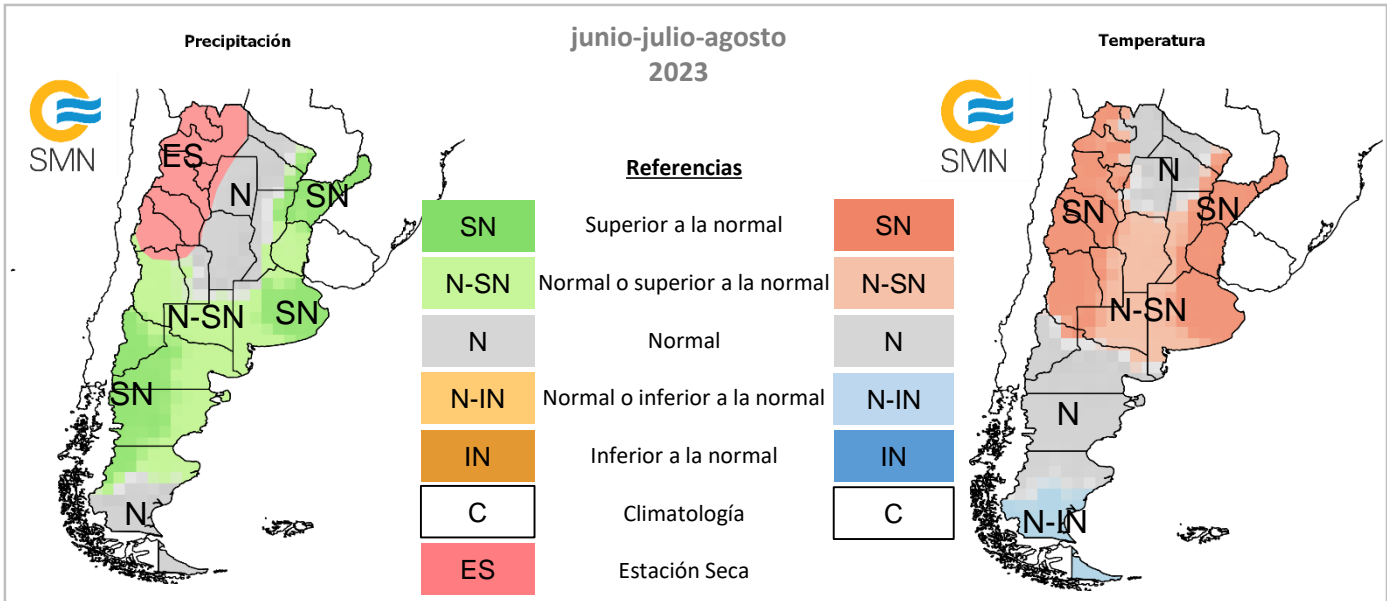 Precipitación
junio-julio-agosto
2023
Temperatura
SMN
ES
N
SN
SN
N-SN
SN
N
Referencias
SN Superior a la normal SN
N-SN Normal o superior a la normal N-SN
N Normal N
N-IN Normal o inferior a la normal N-IN
IN Inferior a la normal IN
C Climatología C
ES Estación Seca
SMN
N
SN
SN
N-SN
N
N-IN